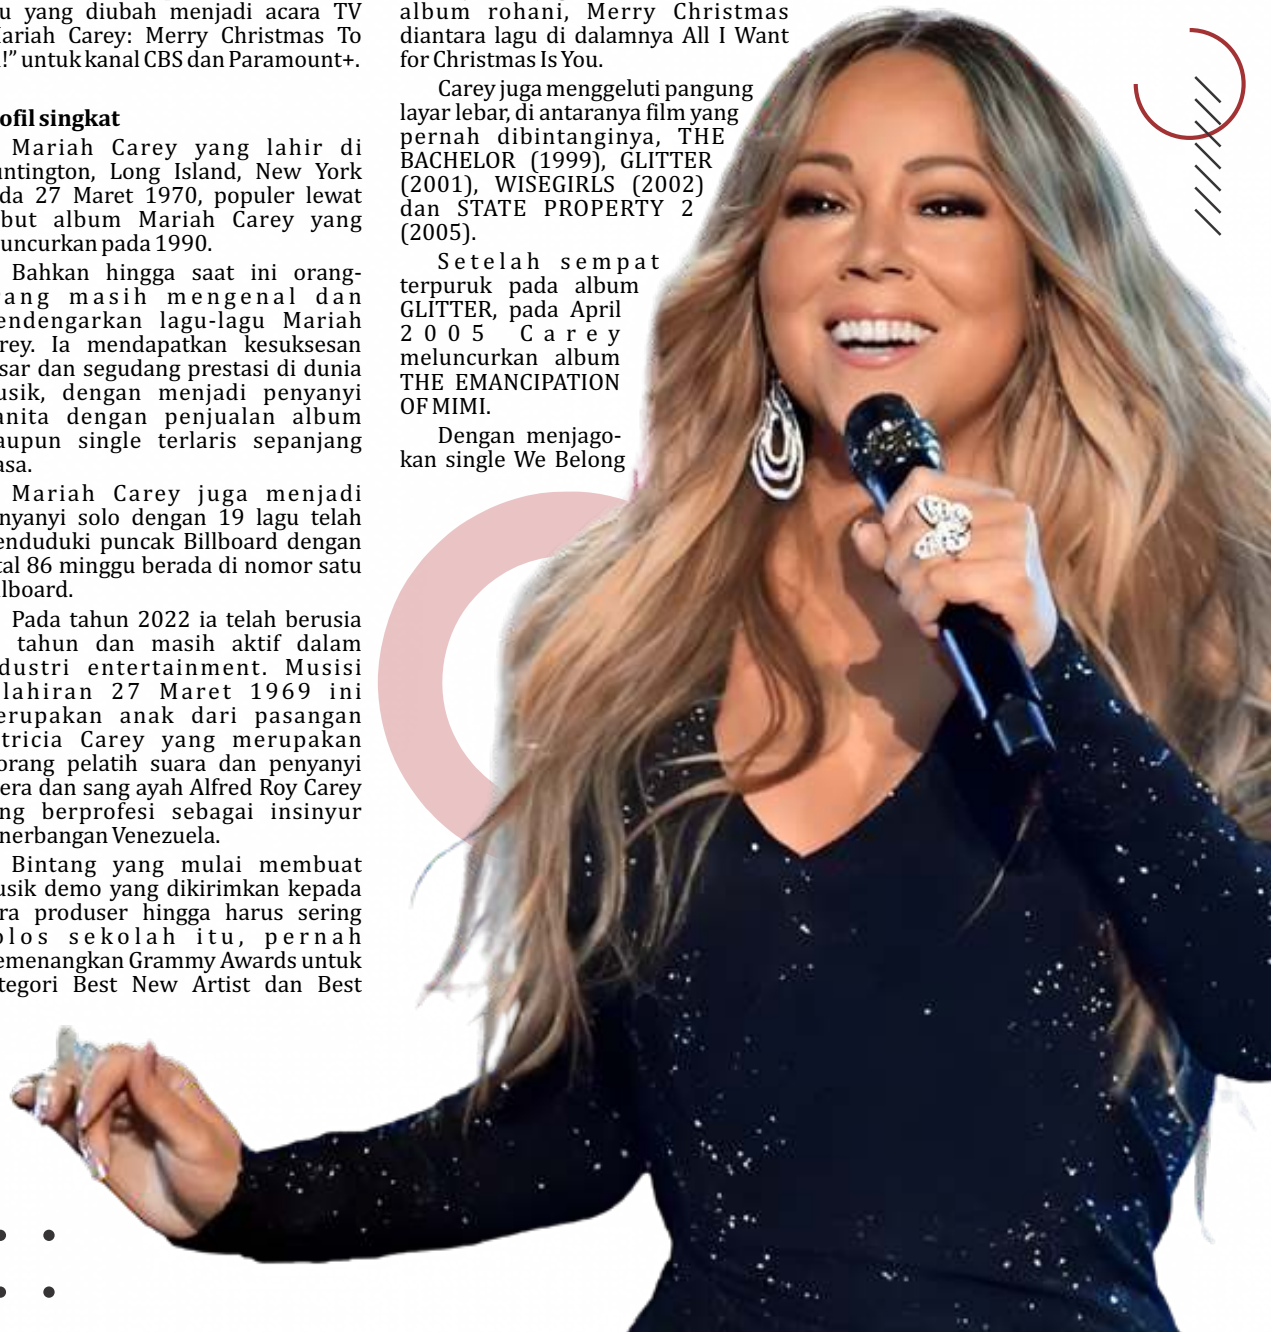 yang diubah menjadi acara TV
Mariah Carey: Merry Christmas To
!” untuk kanal CBS dan Paramount+.
ofil singkat
Mariah Carey yang lahir di
untington, Long Island, New York
da 27 Maret 1970, populer lewat
but album Mariah Carey yang
luncurkan pada 1990.
Bahkan hingga saat ini orang-
ang masih mengenal dan
endengarkan lagu-lagu Mariah
rey. Ia mendapatkan kesuksesan
sar dan segudang prestasi di dunia
usik, dengan menjadi penyanyi
anita dengan penjualan album
aupun single terlaris sepanjang
asa.
Mariah Carey juga menjadi
nyanyi solo dengan 19 lagu telah
enduduki puncak Billboard dengan
tal 86 minggu berada di nomor satu
lboard.
Pada tahun 2022 ia telah berusia
tahun dan masih aktif dalam
dustri entertainment. Musisi
lahiran 27 Maret 1969 ini
erupakan anak dari pasangan
tricia Carey yang merupakan
orang pelatih suara dan penyanyi
era dan sang ayah Alfred Roy Carey
ng berprofesi sebagai insinyur
nerbangan Venezuela.
Bintang yang mulai membuat
usik demo yang dikirimkan kepada
ra produser hingga harus sering
olos sekolah itu, pernah
emenangkan Grammy Awards untuk
tegori Best New Artist dan Best
album rohani, Merry Christmas
diantara lagu di dalamnya All I Want
for Christmas Is You.
Carey juga menggeluti pangung
layar lebar, di antaranya film yang
pernah dibintanginya, THE
BACHELOR (1999), GLITTER
(2001), WISEGIRLS (2002)
dan STATE PROPERTY 2
(2005).
Setelah sempat
terpuruk pada album
GLITTER, pada April
2005 Carey
meluncurkan album
THE EMANCIPATION
OF MIMI.
Dengan menjago-
kan single We Belong